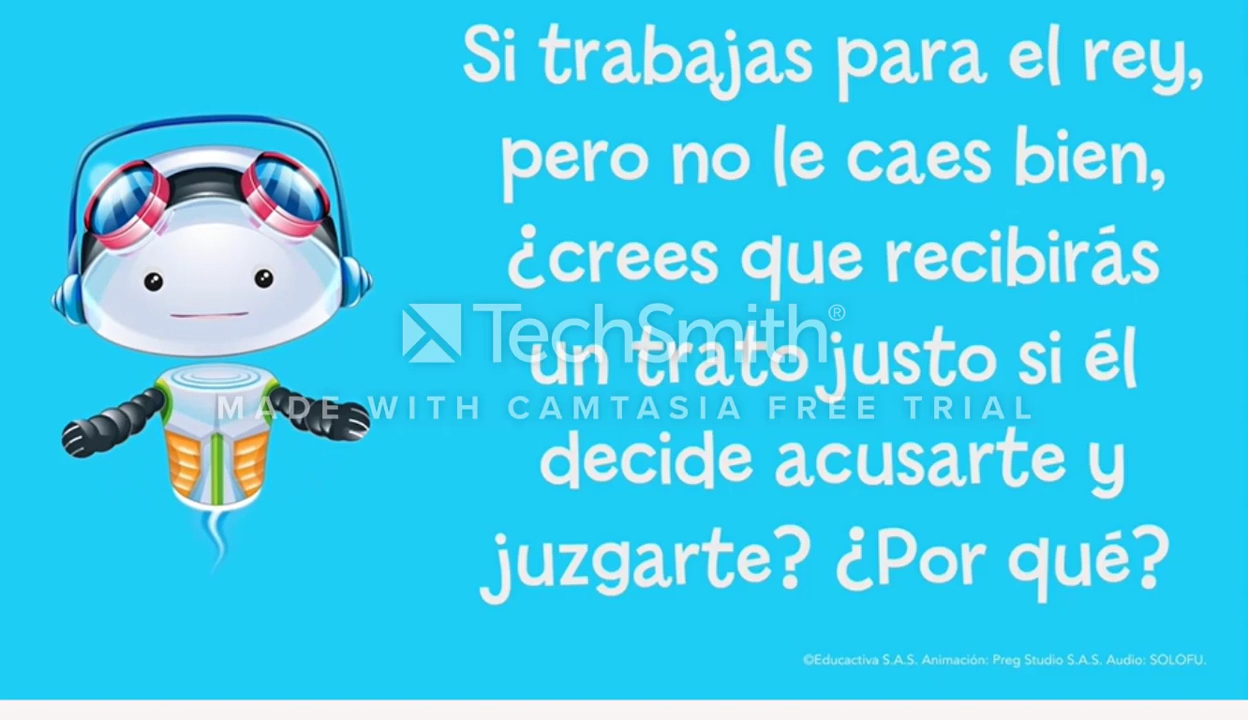 Si trabajas para el rey,
pero no le caes bien,
¿crees que recibirás
TechSmith®
un trato justo si él
MADE WITH CAMTASIA FREE TRIAL
decide acusarte y
juzgarte? ¿Por qué?
©Educactiva S.A.S. Animación: Preg Studio S.A.S. Audio: SOLOFU.